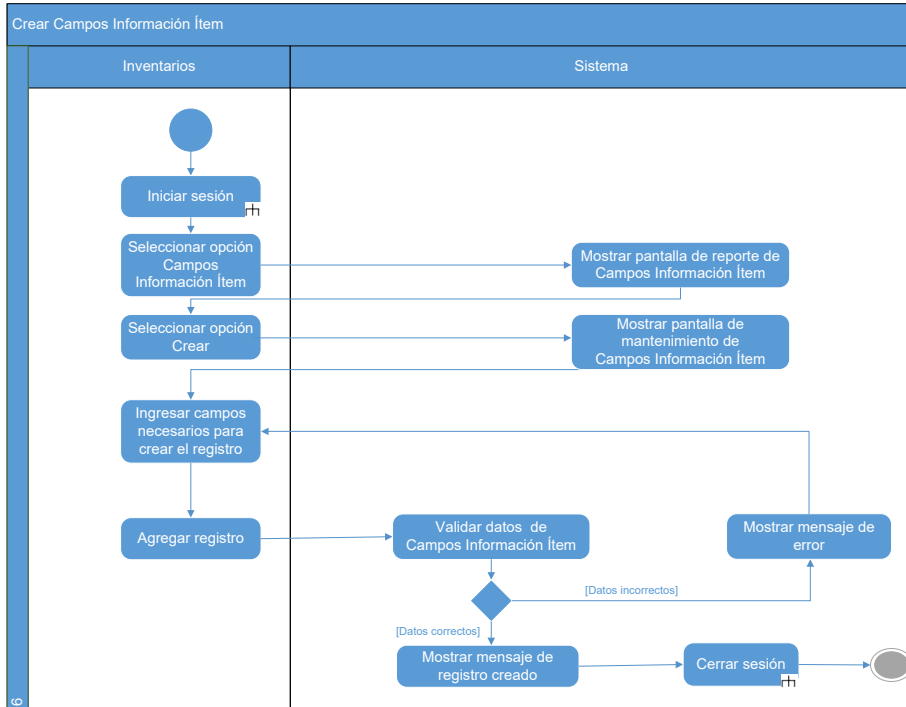 Crear Campos Información Ítem
Inventarios
Sistema
Iniciar sesión
Seleccionar opción
Campos
Información Ítem
Mostrar pantalla de reporte de
Campos Información Ítem
Seleccionar opción
Crear
Mostrar pantalla de
mantenimiento de
Campos Información Ítem
Ingresar campos
necesarios para
crear el registro
Agregar registro
Validar datos de
Campos Información Ítem
Mostrar mensaje de
error
[Datos incorrectos]
[Datos correctos]
Mostrar mensaje de
registro creado
Cerrar sesión